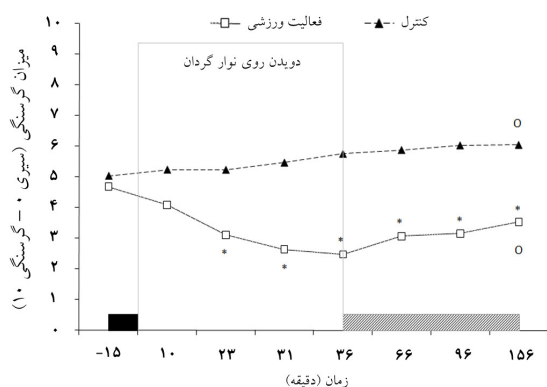 فعالیت ورزشی
کنترل
دویدن روی نوار گردان
میزان گرسنگی (سیری ۰ – گرسنگی ۱۰)
۱۰
۹
۸
۷
۶
۵
۴
۳
۲
۱
۰
o
*
*
*
*
*
*
o
-۱۵ ۱۰ ۲۳ ۳۱ ۳۶ ۶۶ ۹۶ ۱۵۶
زمان (دقیقه)